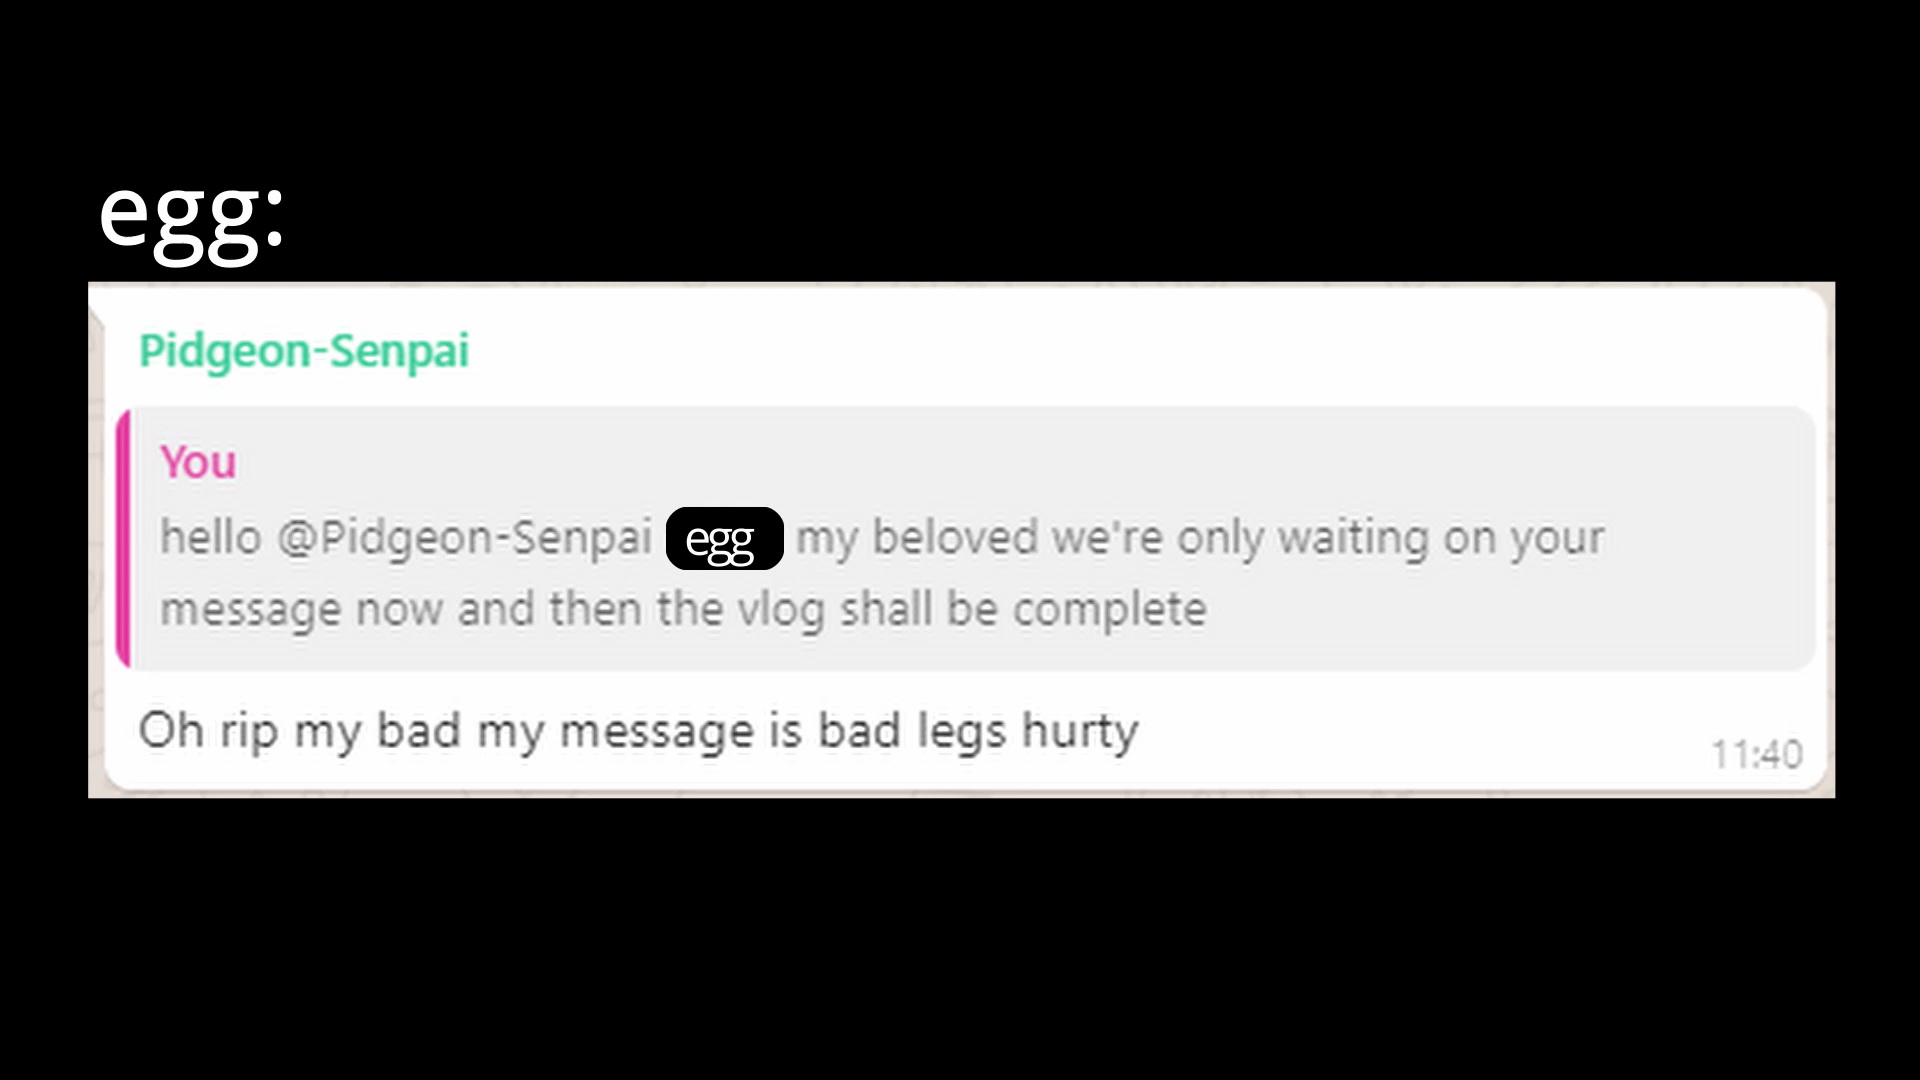 egg:
Pidgeon-Senpai
You
hello @Pidgeon-Senpai egg my beloved we're only waiting on your
message now and then the vlog shall be complete
Oh rip my bad my message is bad legs hurty
11:40